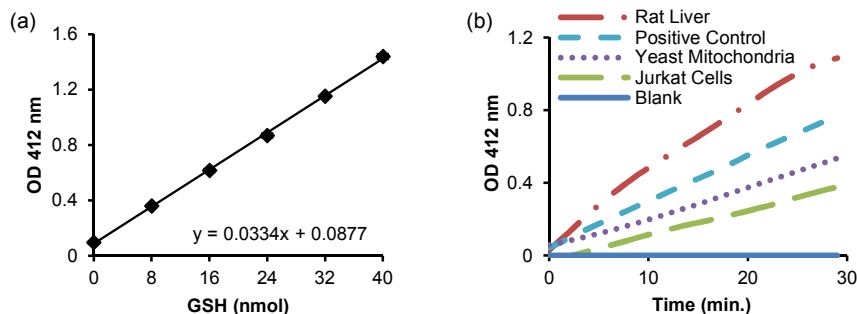 (a)
OD 412 nm
1.6
1.2
0.8
0.4
0
y = 0.0334x + 0.0877
0 8 16 24 32 40
GSH (nmol)
(b)
Rat Liver
Positive Control
Yeast Mitochondria
Jurkat Cells
Blank
OD 412 nm
1.2
0.8
0.4
0
0 10 20 30
Time (min.)